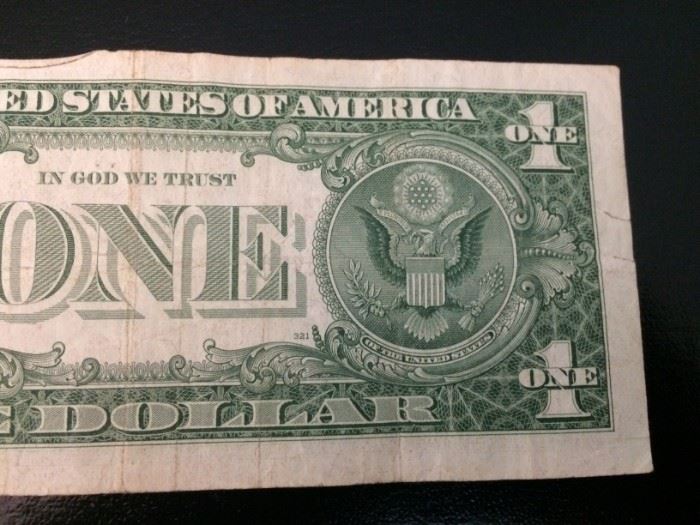 ED STATES OF AMERICA
1
ONE
IN GOD WE TRUST
ONE
321
OF THE UNITED STATES
1
ONE
E DOLLAR